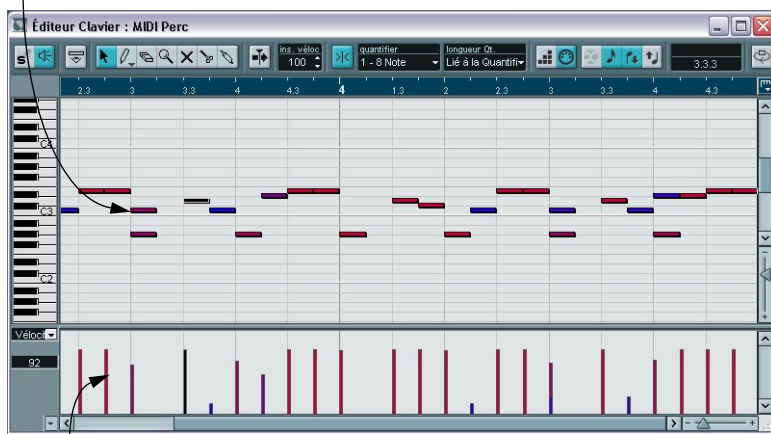 Éditeur Clavier : MIDI Perc
S
ins. véloc
quantifier
longueur Qt.
100
1 - 8 Note
Lié à la Quantifi
3.3.3
2.3 3 3.3 4 4.3 4 1.3 2 2.3 3 3.3 4 4.3
C4
C3
C2
Véloci
92